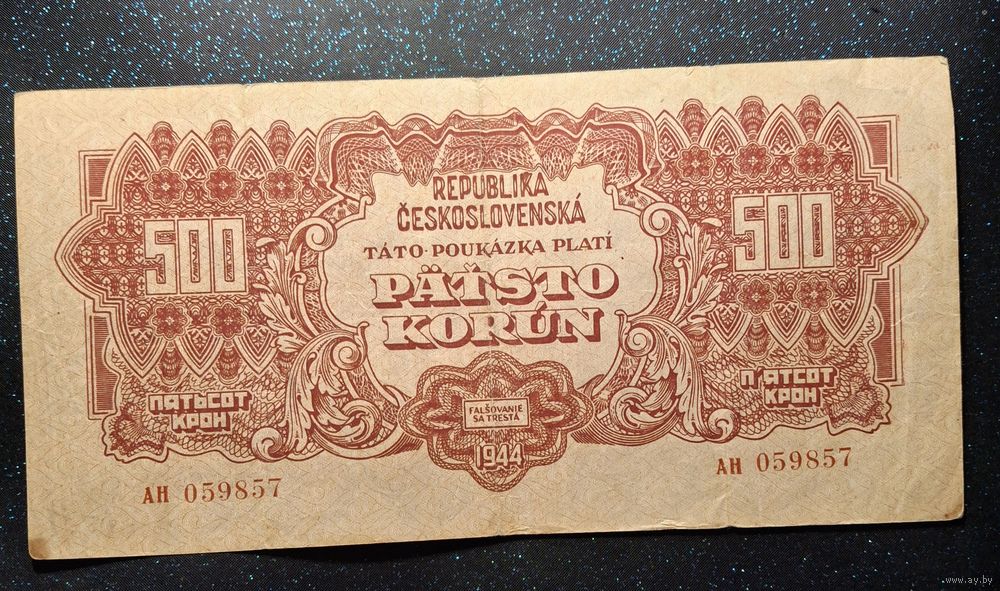 REPUBLIKA
ČESKOSLOVENSKÁ
TÁTO·POUKÁZKA PLATÍ
500
500
PÄŤSTO
KORÚN
ПЯТЬСОТ
КРОН
П'ЯТСОТ
КРОН
FALŠOVANIE
SA TRESTÁ
1944
АН 059857
АН 059857
www.ay.by